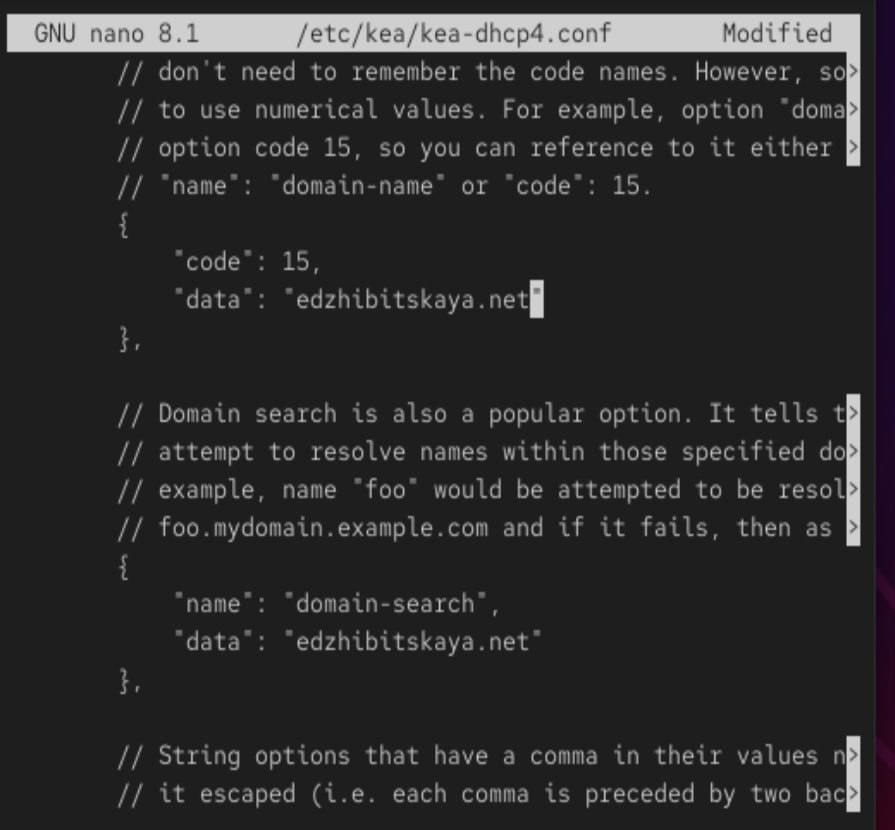 GNU nano 8.1 /etc/kea/kea-dhcp4.conf Modified
// don't need to remember the code names. However, so>
// to use numerical values. For example, option "doma>
// option code 15, so you can reference to it either >
// "name": "domain-name" or "code": 15.
{
"code": 15,
"data": "edzhibitskaya.net"
},
// Domain search is also a popular option. It tells t>
// attempt to resolve names within those specified do>
// example, name "foo" would be attempted to be resol>
// foo.mydomain.example.com and if it fails, then as >
{
"name": "domain-search",
"data": "edzhibitskaya.net"
},
// String options that have a comma in their values n>
// it escaped (i.e. each comma is preceded by two bac>